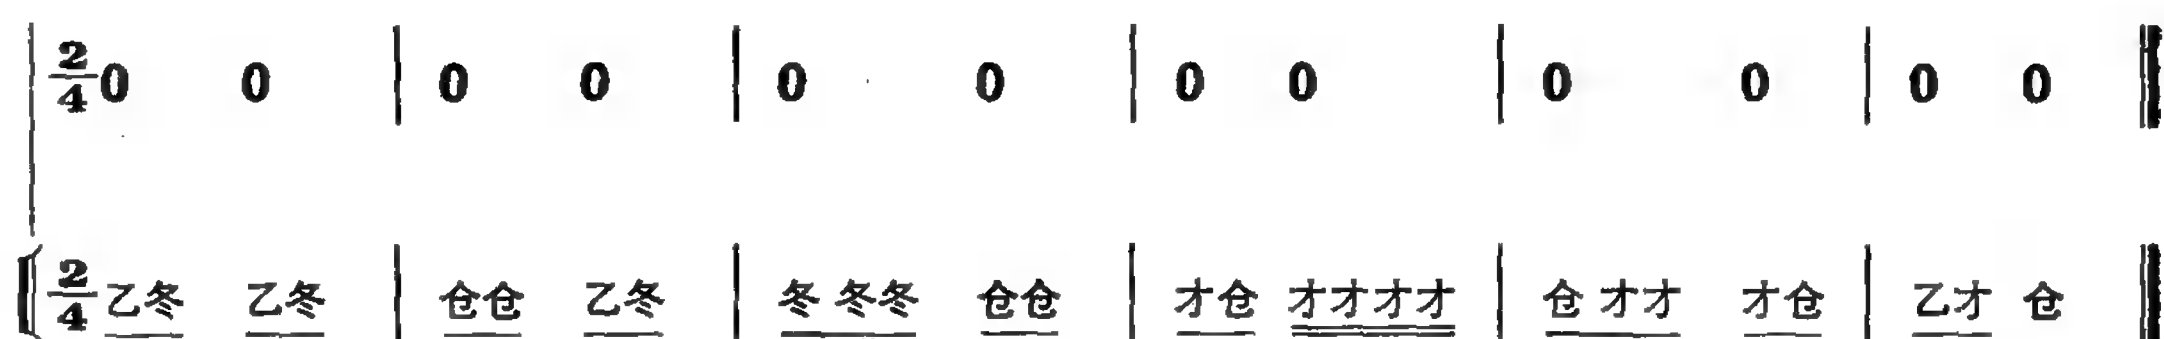 2/4 0 0 | 0 0 | 0 0 | 0 0 | 0 0 | 0 0 ‖
2/4 乙冬 乙冬 | 仓仓 乙冬 | 冬 冬冬 仓仓 | 才仓 才才才才 | 仓 才才 才仓 | 乙才 仓 ‖